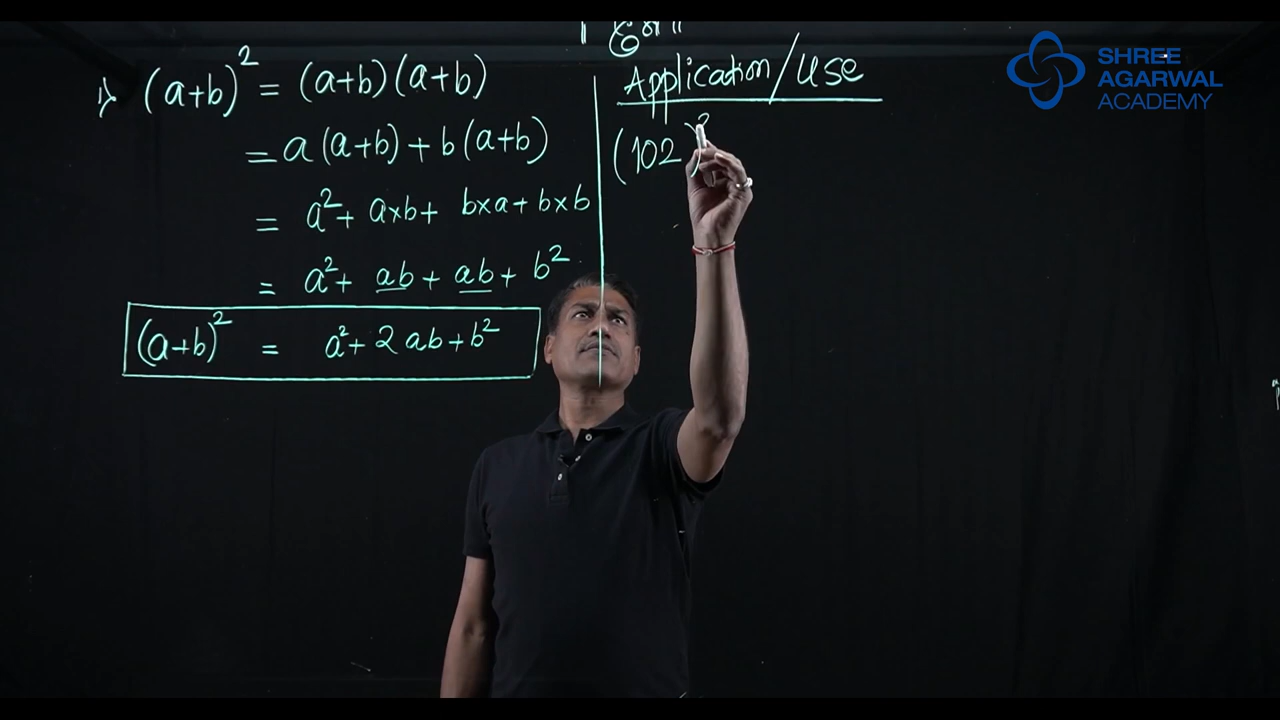 1) (a+b)² = (a+b)(a+b)
= a(a+b) + b(a+b)
= a² + a×b + b×a + b×b
= a² + ab + ab + b²
(a+b)² = a² + 2ab + b²
Application/Use
(102)²
SHREE
AGARWAL
ACADEMY